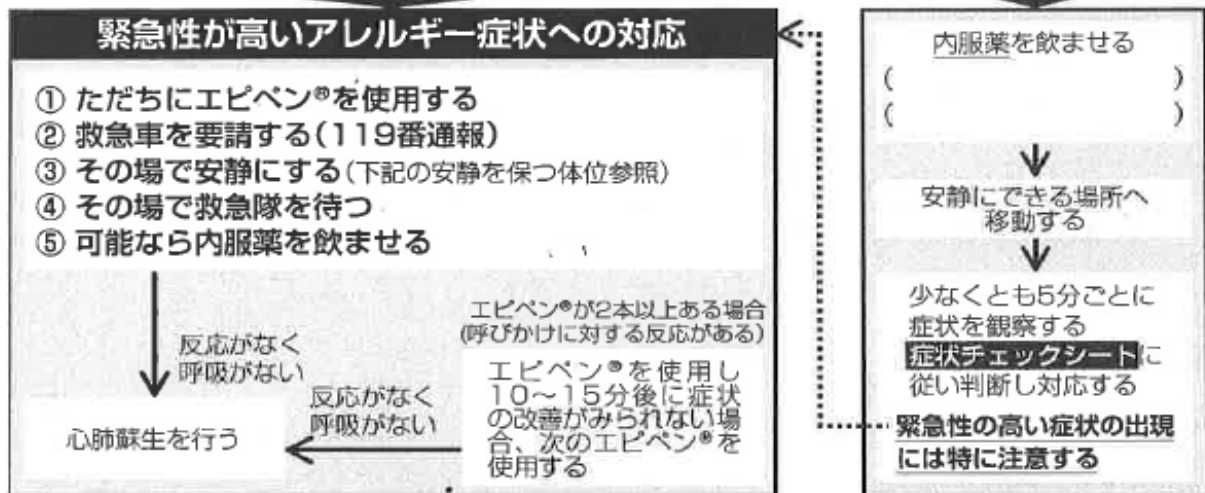 緊急性が高いアレルギー症状への対応
① ただちにエピペン®を使用する
② 救急車を要請する(119番通報)
③ その場で安静にする(下記の安静を保つ体位参照)
④ その場で救急隊を待つ
⑤ 可能なら内服薬を飲ませる
反応がなく
呼吸がない
心肺蘇生を行う
エピペン®が2本以上ある場合
(呼びかけに対する反応がある)
エピペン®を使用し
10～15分後に症状
の改善がみられない場
合、次のエピペン®を
使用する
反応がなく
呼吸がない
内服薬を飲ませる
(　　　　　　　)
(　　　　　　　)
安静にできる場所へ
移動する
少なくとも5分ごとに
症状を観察する
症状チェックシートに
従い判断し対応する
緊急性の高い症状の出現
には特に注意する